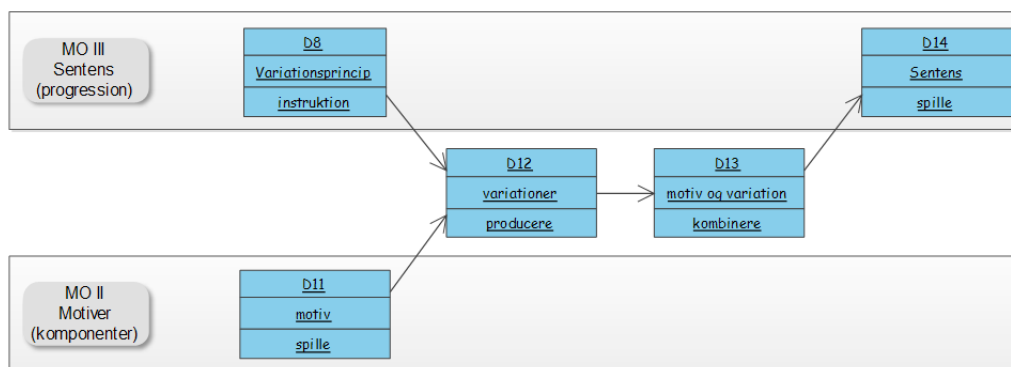 MO III
Sentens
(progression)
D8
Variationsprincip
instruktion
D14
Sentens
spille
D12
variationer
producere
D13
motiv og variation
kombinere
MO II
Motiver
(komponenter)
D11
motiv
spille